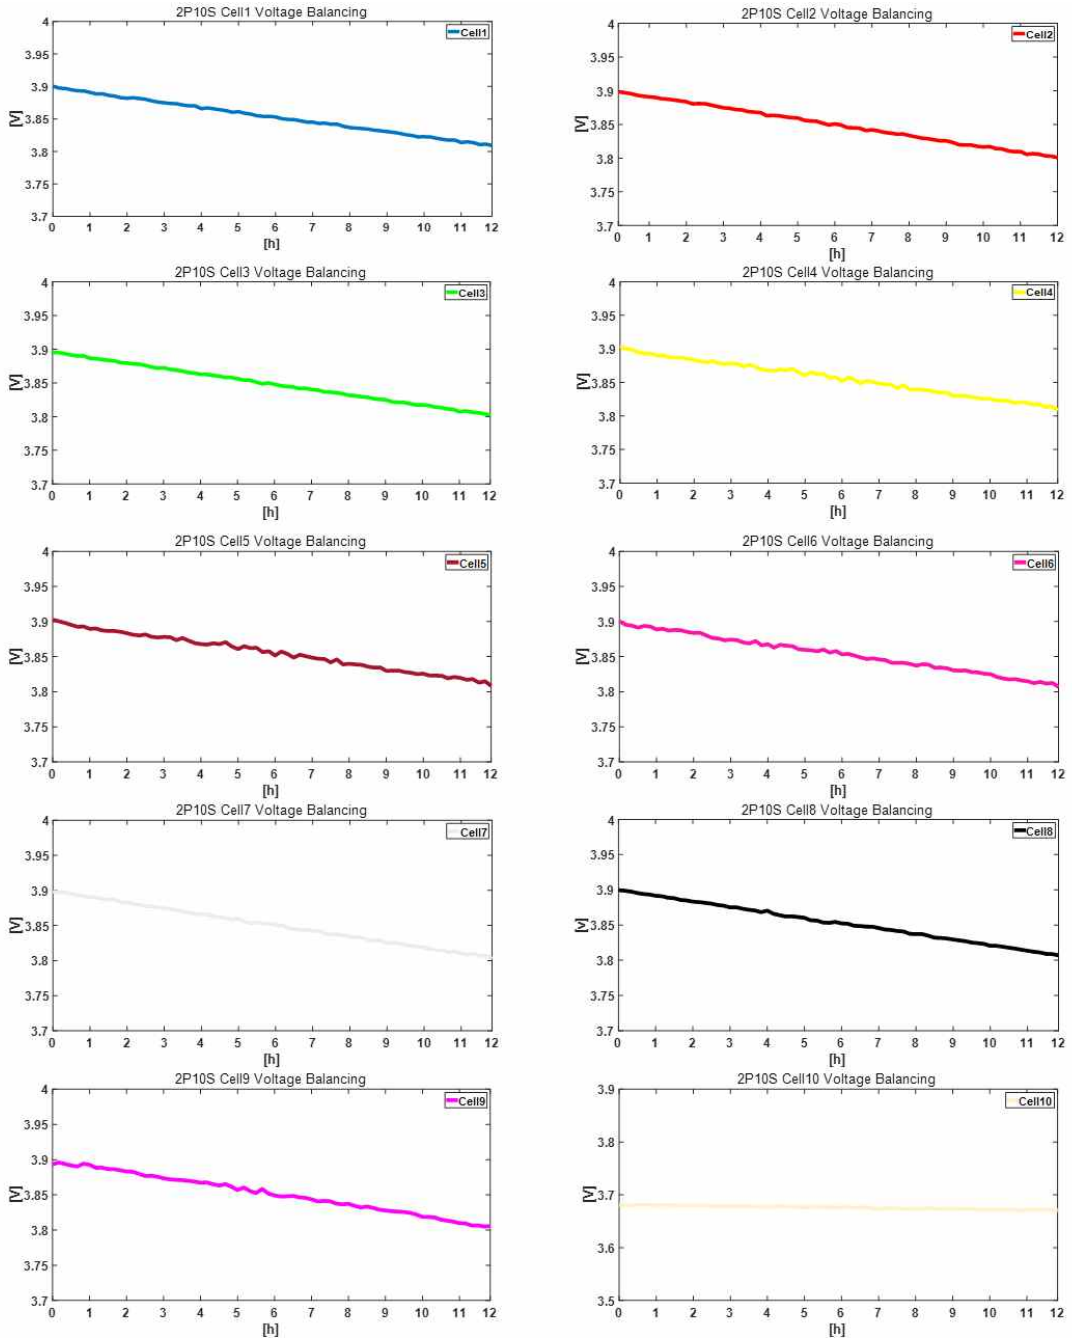 2P10S Cell1 Voltage Balancing
Cell1
3.95
3.9
3.85
3.8
3.75
3.7
[V]
0 1 2 3 4 5 6 7 8 9 10 11 12
[h]
2P10S Cell2 Voltage Balancing
Cell2
4
3.95
3.9
3.85
3.8
3.75
3.7
[V]
0 1 2 3 4 5 6 7 8 9 10 11 12
[h]
2P10S Cell3 Voltage Balancing
Cell3
4
3.95
3.9
3.85
3.8
3.75
3.7
[V]
0 1 2 3 4 5 6 7 8 9 10 11 12
[h]
2P10S Cell4 Voltage Balancing
Cell4
4
3.95
3.9
3.85
3.8
3.75
3.7
[V]
0 1 2 3 4 5 6 7 8 9 10 11 12
[h]
2P10S Cell5 Voltage Balancing
Cell5
4
3.95
3.9
3.85
3.8
3.75
3.7
[V]
0 1 2 3 4 5 6 7 8 9 10 11 12
[h]
2P10S Cell6 Voltage Balancing
Cell6
4
3.95
3.9
3.85
3.8
3.75
3.7
[V]
0 1 2 3 4 5 6 7 8 9 10 11 12
[h]
2P10S Cell7 Voltage Balancing
Cell7
4
3.95
3.9
3.85
3.8
3.75
3.7
[V]
0 1 2 3 4 5 6 7 8 9 10 11 12
[h]
2P10S Cell8 Voltage Balancing
Cell8
4
3.95
3.9
3.85
3.8
3.75
3.7
[v]
0 1 2 3 4 5 6 7 8 9 10 11 12
[h]
2P10S Cell9 Voltage Balancing
Cell9
4
3.95
3.9
3.85
3.8
3.75
3.7
[V]
0 1 2 3 4 5 6 7 8 9 10 11 12
[h]
2P10S Cell10 Voltage Balancing
Cell10
3.9
3.8
3.7
3.6
3.5
[V]
0 1 2 3 4 5 6 7 8 9 10 11 12
[h]